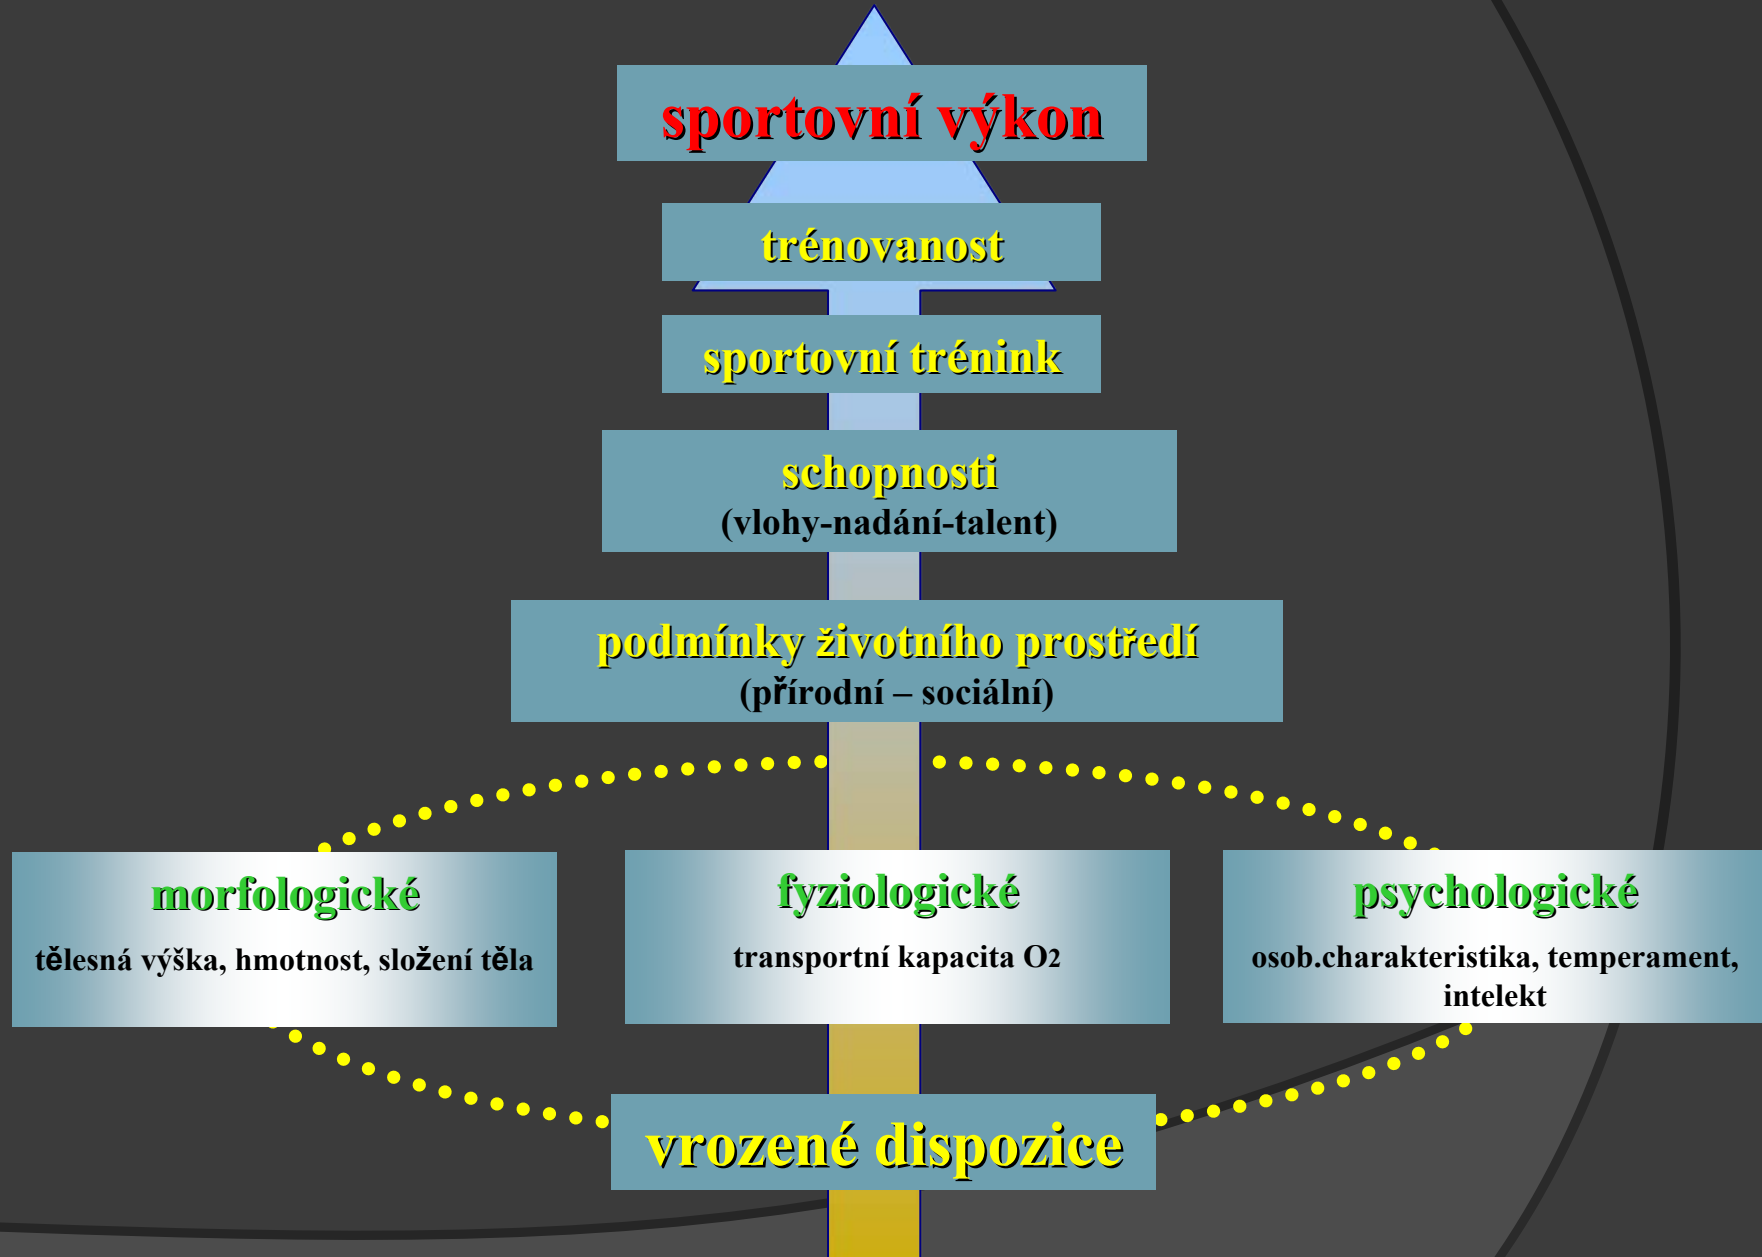 sportovní výkon
trénovanost
sportovní trénink
schopnosti
(vlohy-nadání-talent)
podmínky životního prostředí
(přírodní – sociální)
morfologické
tělesná výška, hmotnost, složení těla
fyziologické
transportní kapacita O2
psychologické
osob.charakteristika, temperament,
intelekt
vrozené dispozice